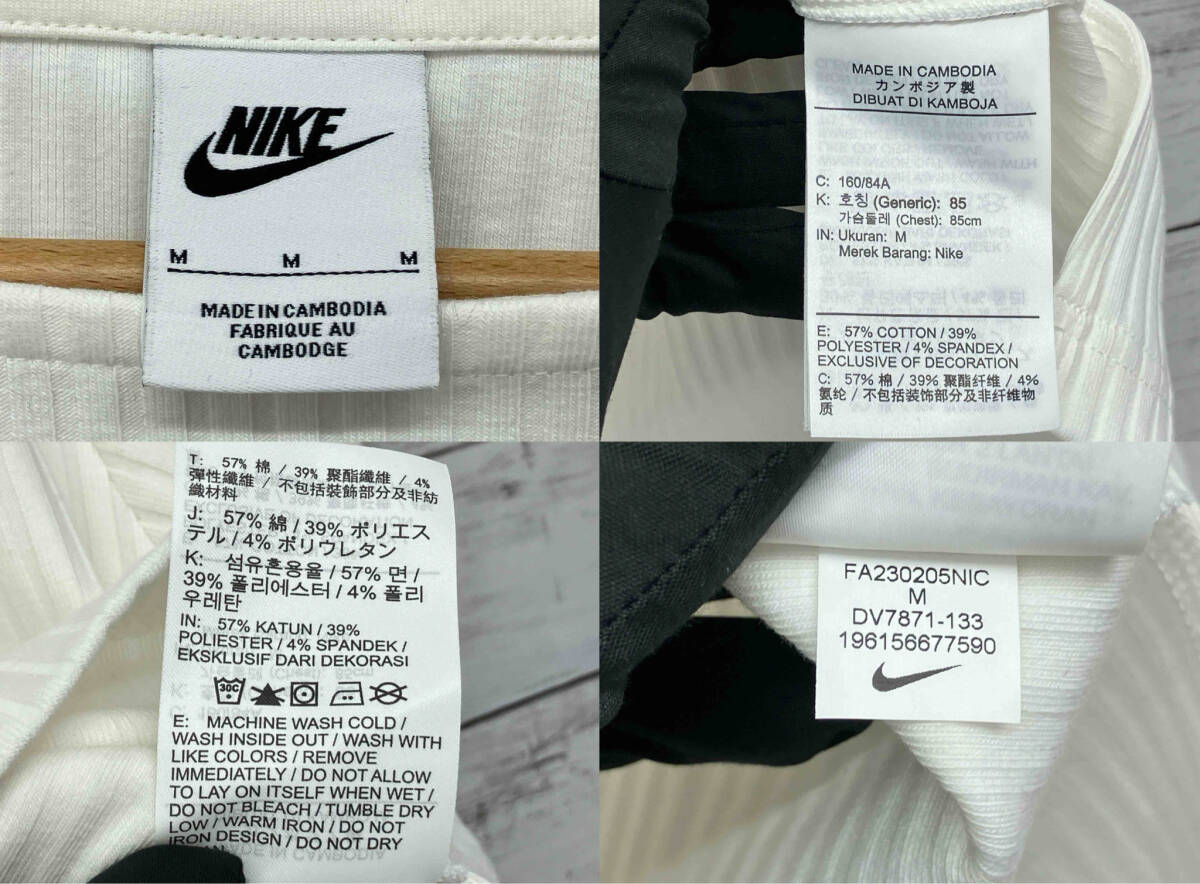 NIKE
M M M
MADE IN CAMBODIA
FABRIQUE AU
CAMBODGE
MADE IN CAMBODIA
カンボジア製
DIBUAT DI KAMBOJA
C: 160/84A
K: 호칭 (Generic): 85
가슴둘레 (Chest): 85cm
IN: Ukuran: M
Merek Barang: Nike
E: 57% COTTON / 39%
POLYESTER / 4% SPANDEX /
EXCLUSIVE OF DECORATION
C: 57% 棉 / 39% 聚酯纤维 / 4%
氨纶 / 不包括装饰部分及非纤维物
质
T: 57% 棉 / 39% 聚酯纖維 / 4%
彈性纖維 / 不包括裝飾部分及非紡
織材料
J: 57% 綿 / 39% ポリエス
テル / 4% ポリウレタン
K: 섬유혼용율 / 57% 면 /
39% 폴리에스터 / 4% 폴리
우레탄
IN: 57% KATUN / 39%
POLIESTER / 4% SPANDEK /
EKSKLUSIF DARI DEKORASI
30C
E: MACHINE WASH COLD /
WASH INSIDE OUT / WASH WITH
LIKE COLORS / REMOVE
IMMEDIATELY / DO NOT ALLOW
TO LAY ON ITSELF WHEN WET /
DO NOT BLEACH / TUMBLE DRY
LOW / WARM IRON / DO NOT
IRON DESIGN / DO NOT DRY
FA230205NIC
M
DV7871-133
196156677590